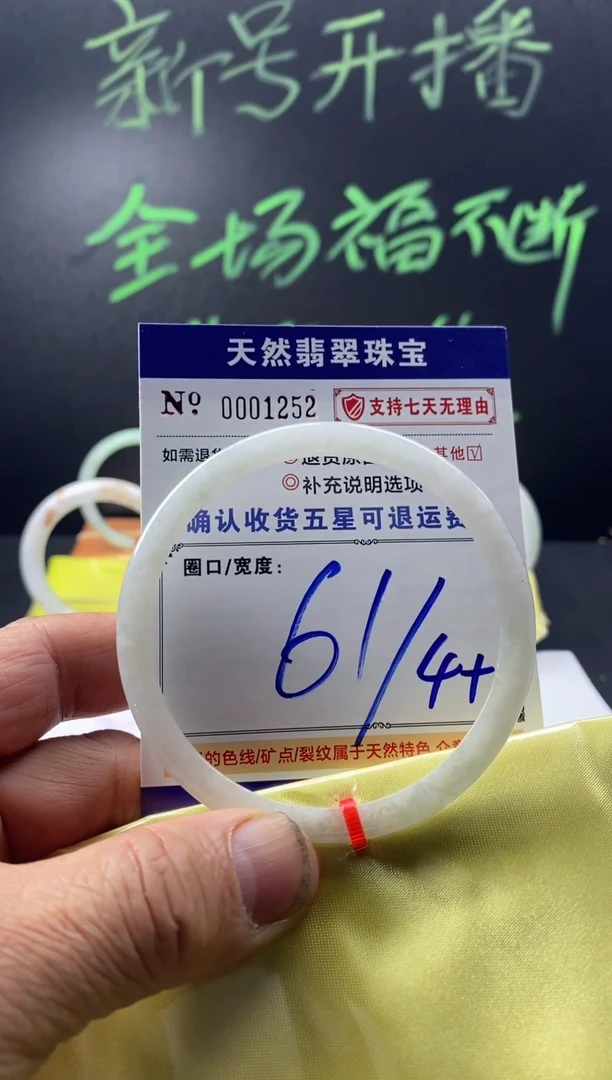 新号开播
全场福不断
天然翡翠珠宝
Nº 0001252 支持七天无理由
如需退 退货原 其他
补充说明选项
确认收货五星可退运费
圈口/宽度:
61/4+
的色线/矿点/裂纹属于天然特色